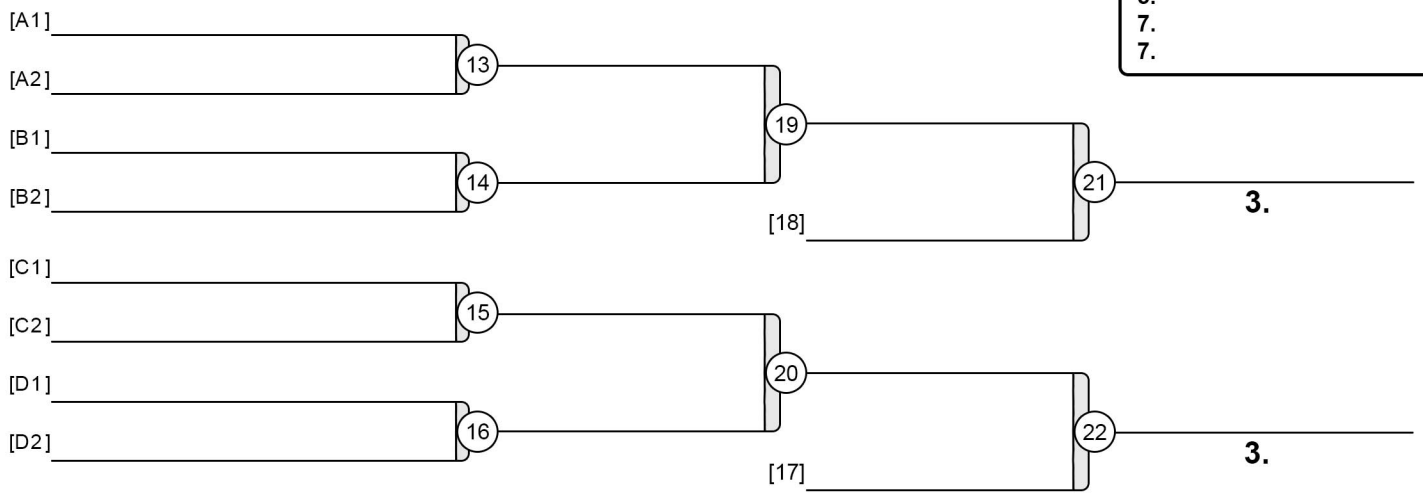 7.
7.
[A1]
13
[A2]
19
[B1]
14
21
[B2]
3.
[18]
[C1]
15
[C2]
20
[D1]
16
22
[D2]
3.
[17]